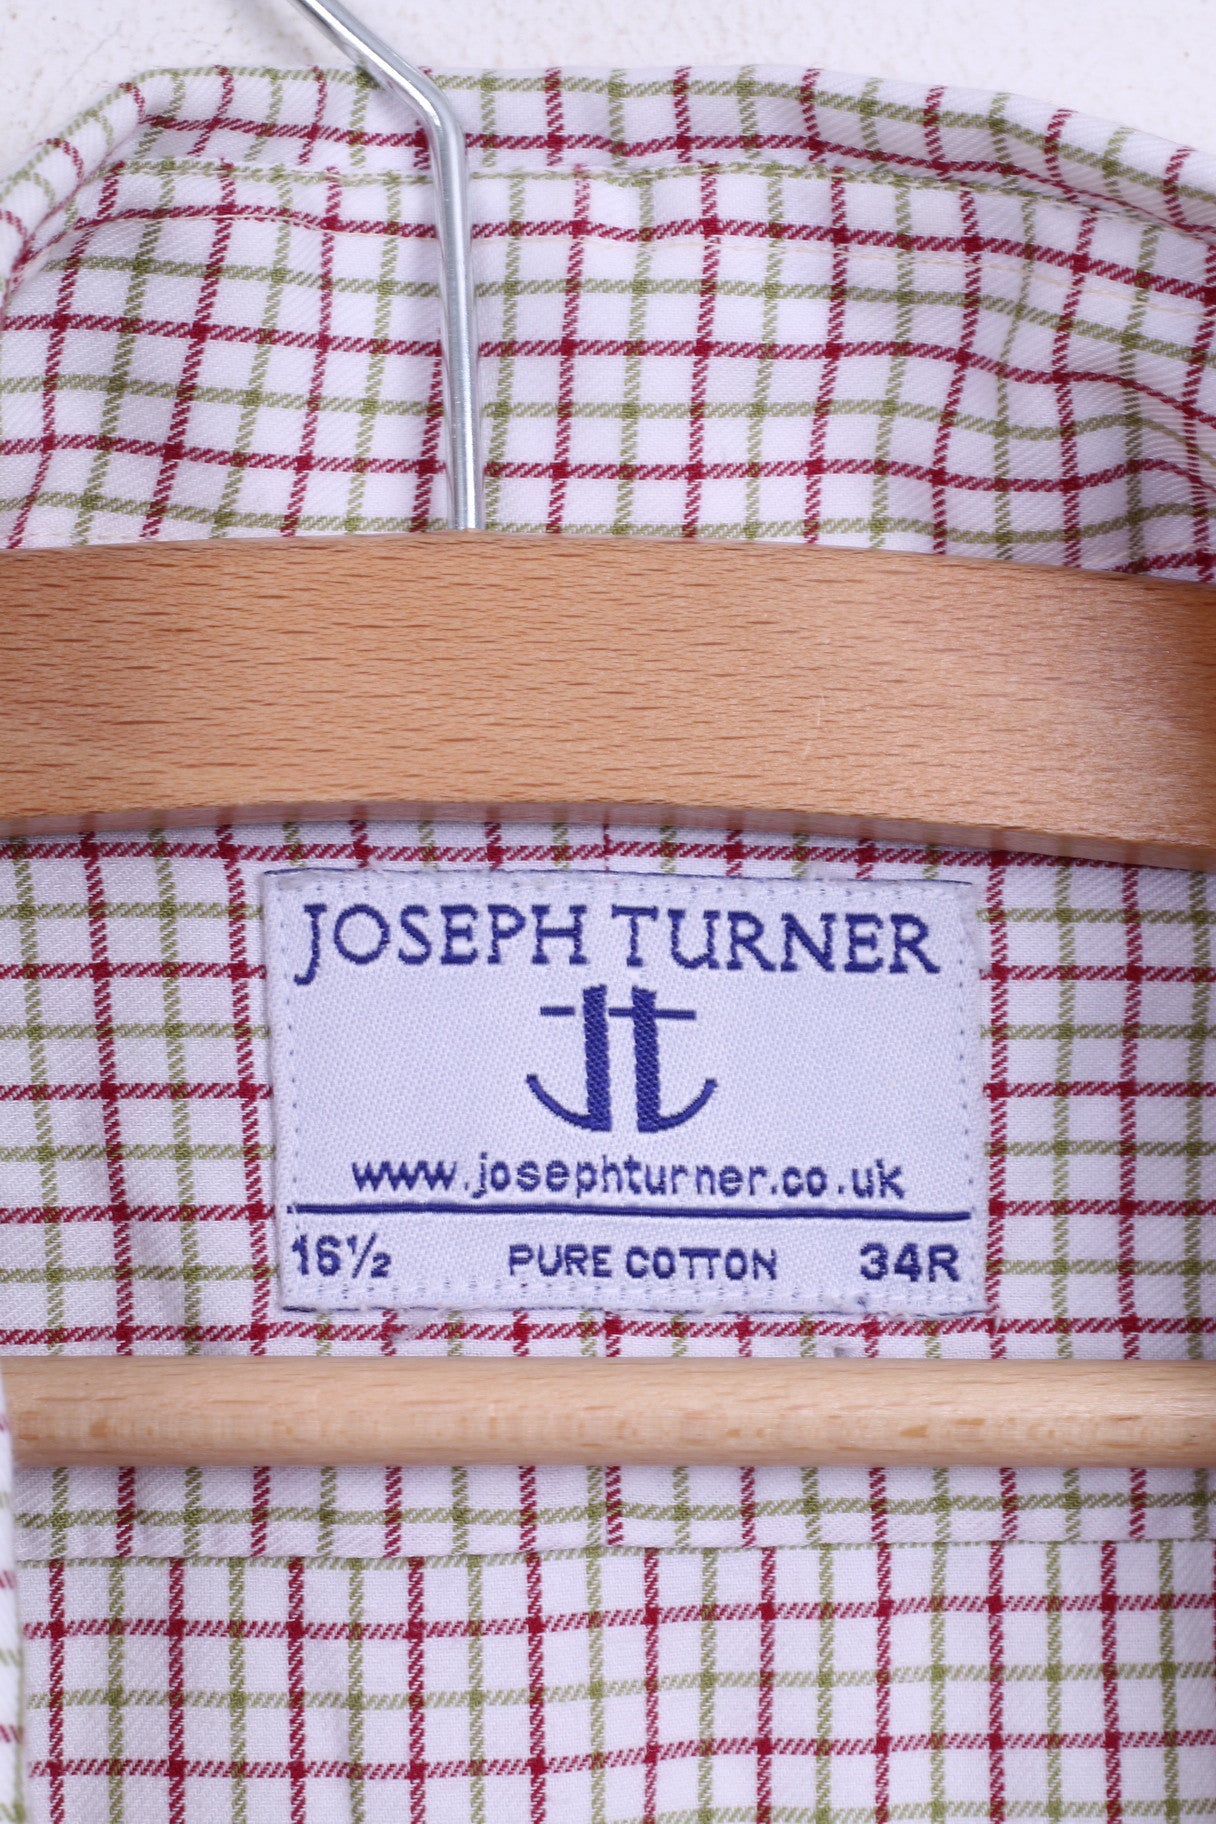 JOSEPH TURNER
JT
www.josephturner.co.uk
16½ PURE COTTON 34R